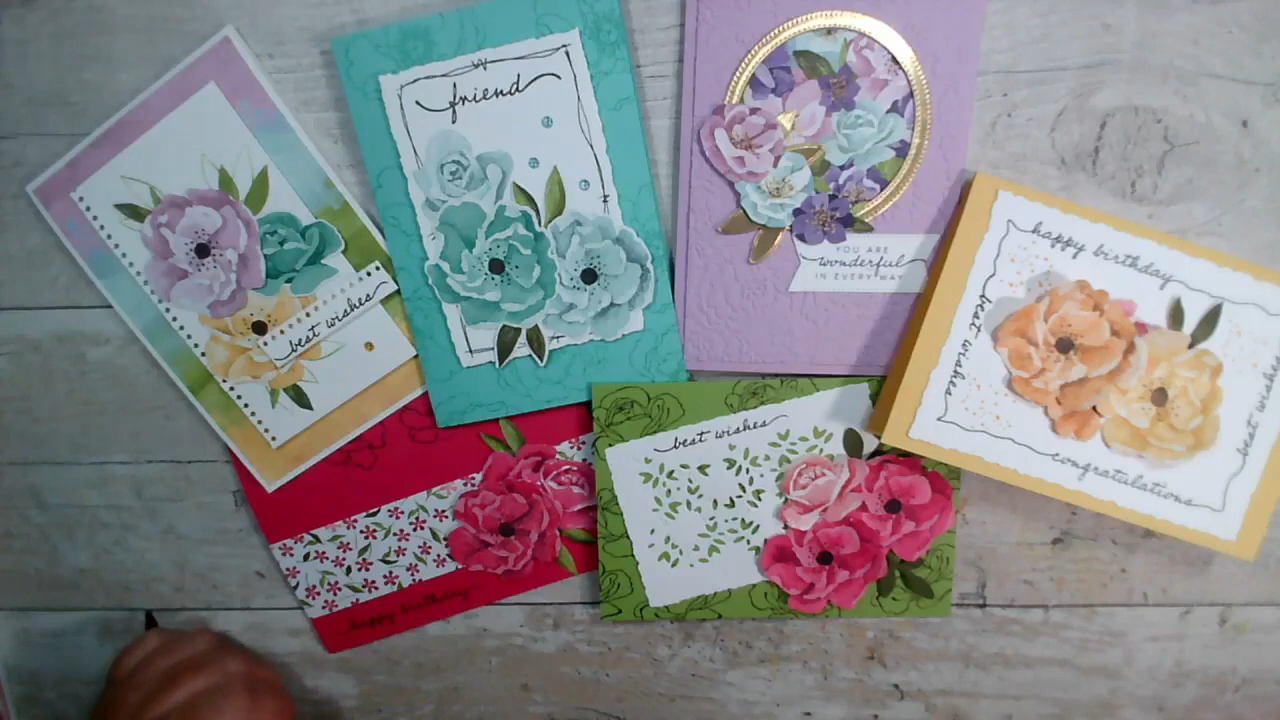 best wishes
friend
YOU ARE
wonderful
IN EVERY WAY
happy birthday
best wishes
best wishes
congratulations
best wishes
happy birthday